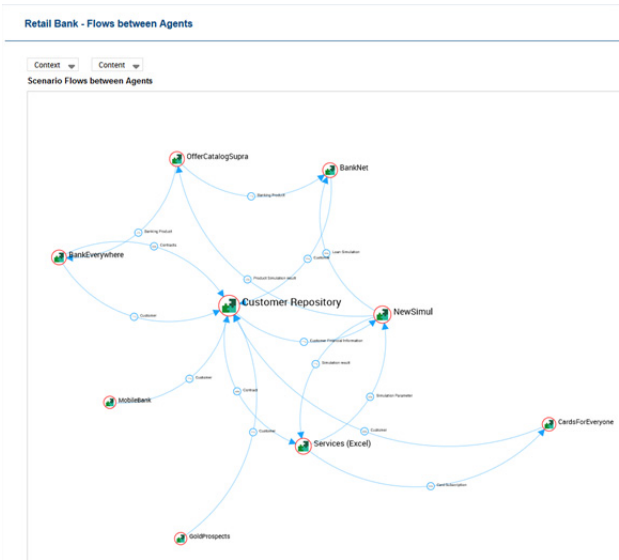 Retail Bank - Flows between Agents
Context
Content
Scenario Flows between Agents
OfferCatalogSupra
BankNet
Banking Product
Banking Product
Contracts
Loan Simulation
BankEverywhere
Customer
Product Simulation result
Customer Repository
NewSimul
Customer
Customer Financial Information
Simulation result
Customer
Contract
Simulation Parameter
MobileBank
CardsForEveryone
Customer
Customer
Services (Excel)
Card Subscription
GoldProspects